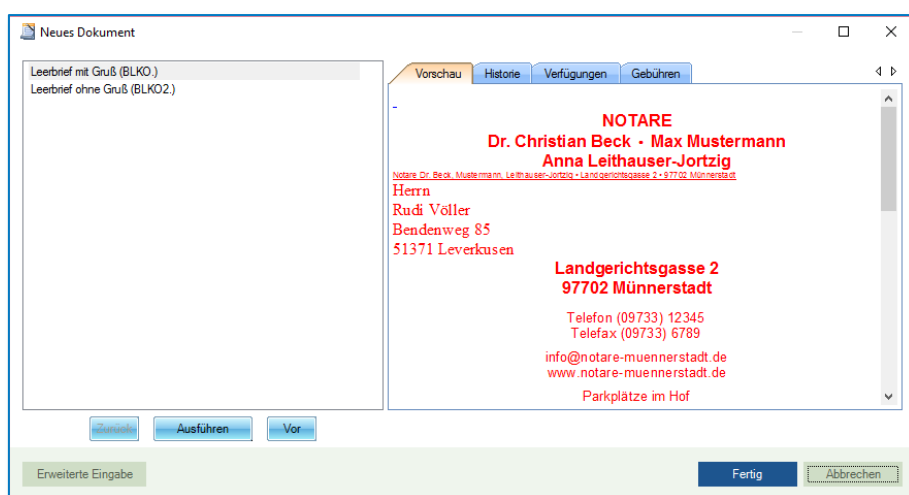 Neues Dokument
Leerbrief mit Gruß (BLKO.)
Leerbrief ohne Gruß (BLKO2.)
Vorschau Historie Verfügungen Gebühren
NOTARE
Dr. Christian Beck • Max Mustermann
Anna Leithauser-Jortzig
Notare Dr. Beck, Mustermann, Leithauser-Jortzig • Landgerichtsgasse 2 • 97702 Münnerstadt
Herrn
Rudi Völler
Bendenweg 85
51371 Leverkusen
Landgerichtsgasse 2
97702 Münnerstadt
Telefon (09733) 12345
Telefax (09733) 6789
info@notare-muennerstadt.de
www.notare-muennerstadt.de
Parkplätze im Hof
Zurück Ausführen Vor
Erweiterte Eingabe Fertig Abbrechen